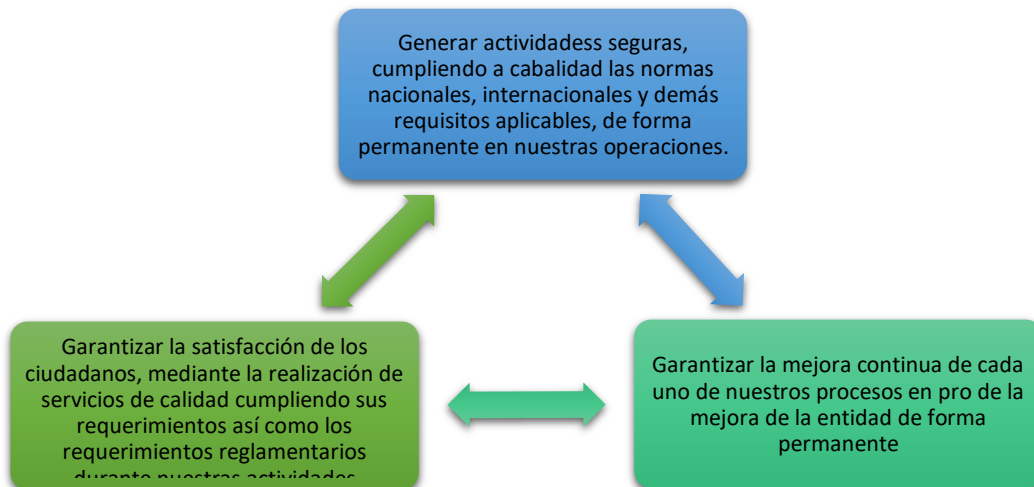 Generar actividadess seguras,
cumpliendo a cabalidad las normas
nacionales, internacionales y demás
requisitos aplicables, de forma
permanente en nuestras operaciones.
Garantizar la satisfacción de los
ciudadanos, mediante la realización de
servicios de calidad cumpliendo sus
requerimientos así como los
requerimientos reglamentarios
durante nuestras actividades
Garantizar la mejora continua de cada
uno de nuestros procesos en pro de la
mejora de la entidad de forma
permanente